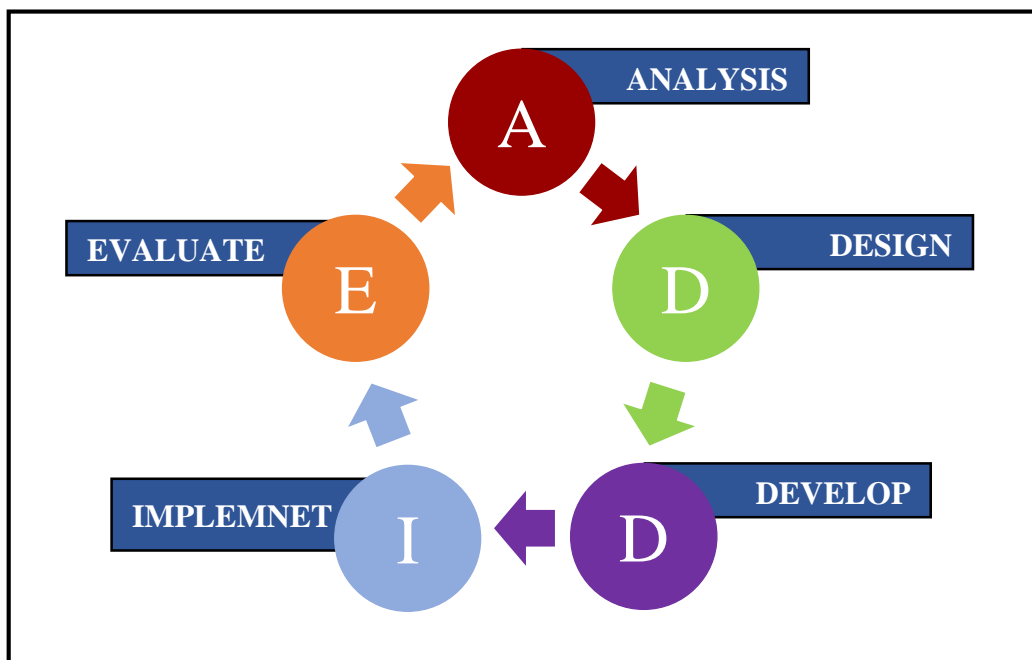 A
ANALYSIS
D
DESIGN
D
DEVELOP
I
IMPLEMNET
E
EVALUATE